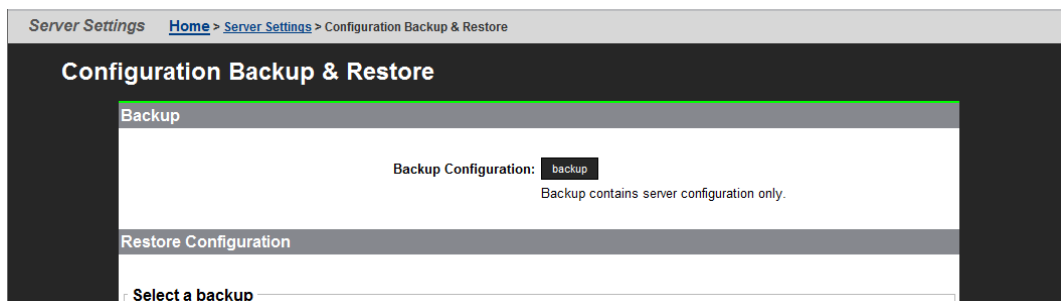 Server Settings Home > Server Settings > Configuration Backup & Restore
Configuration Backup & Restore
Backup
Backup Configuration: backup
Backup contains server configuration only.
Restore Configuration
Select a backup